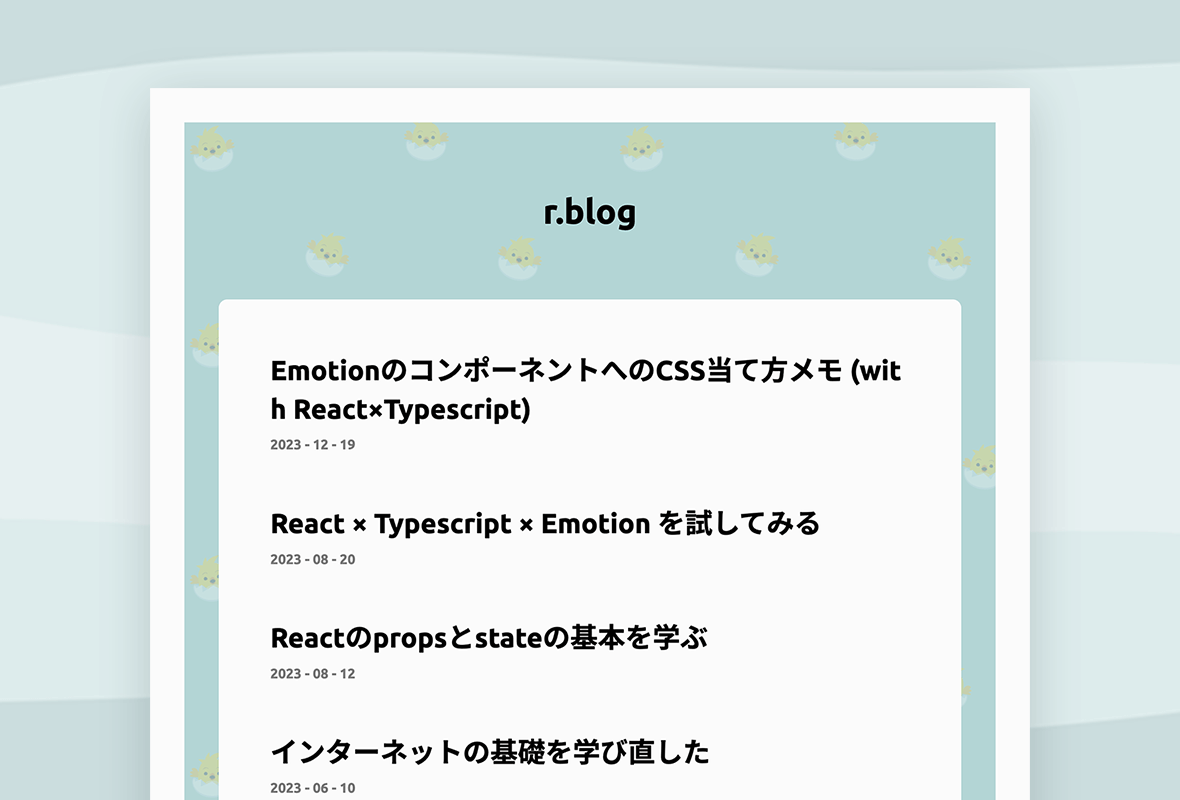 r.blog
EmotionのコンポーネントへのCSS当て方メモ (wit
h React×Typescript)
2023 - 12 - 19
React × Typescript × Emotion を試してみる
2023 - 08 - 20
Reactのpropsとstateの基本を学ぶ
2023 - 08 - 12
インターネットの基礎を学び直した
2023 - 06 - 10